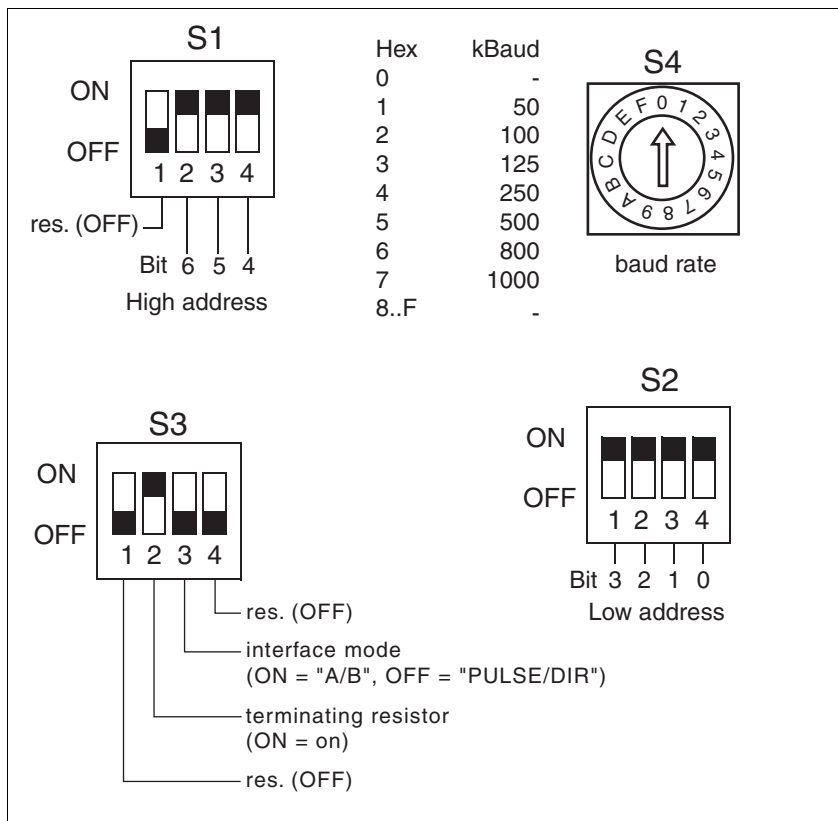 S1
ON
OFF
1 2 3 4
res. (OFF)
Bit 6 5 4
High address
Hex kBaud
0 -
1 50
2 100
3 125
4 250
5 500
6 800
7 1000
8..F -
S4
0 1 2 3 4 5 6 7 8 9 A B C D E F
baud rate
S3
ON
OFF
1 2 3 4
res. (OFF)
interface mode
(ON = "A/B", OFF = "PULSE/DIR")
terminating resistor
(ON = on)
res. (OFF)
S2
ON
OFF
1 2 3 4
Bit 3 2 1 0
Low address